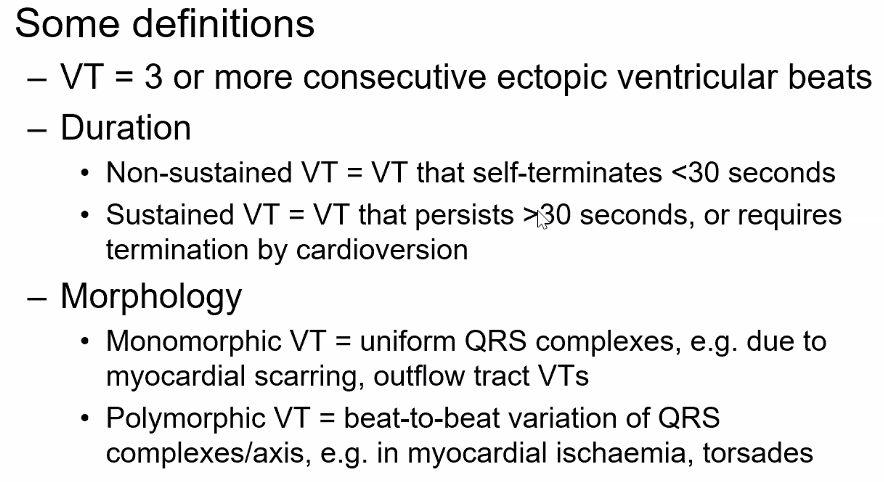 Some definitions
– VT = 3 or more consecutive ectopic ventricular beats
– Duration
• Non-sustained VT = VT that self-terminates <30 seconds
• Sustained VT = VT that persists >30 seconds, or requires
termination by cardioversion
– Morphology
• Monomorphic VT = uniform QRS complexes, e.g. due to
myocardial scarring, outflow tract VTs
• Polymorphic VT = beat-to-beat variation of QRS
complexes/axis, e.g. in myocardial ischaemia, torsades